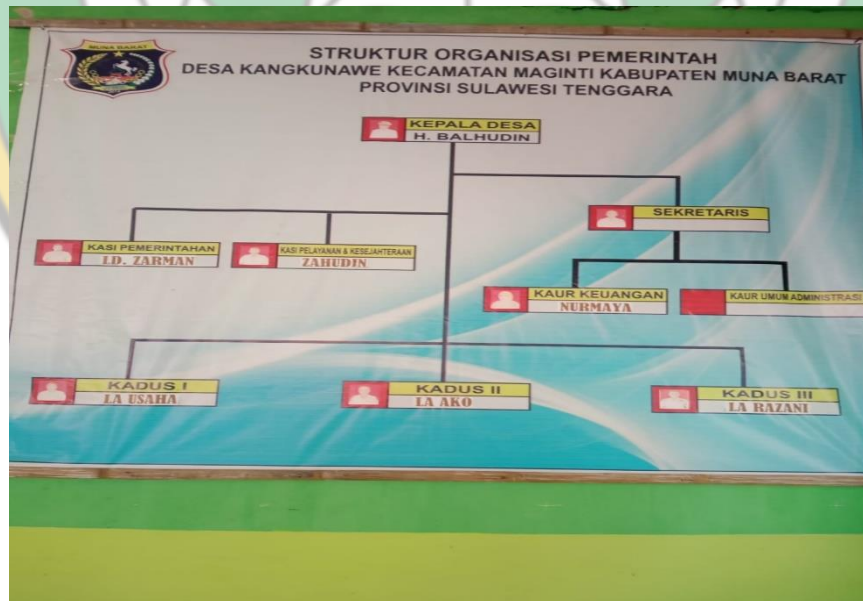 MUNA BARAT
STRUKTUR ORGANISASI PEMERINTAH
DESA KANGKUNAWE KECAMATAN MAGINTI KABUPATEN MUNA BARAT
PROVINSI SULAWESI TENGGARA
KEPALA DESA
H. BALHUDIN
SEKRETARIS
KASI PEMERINTAHAN
LD. ZARMAN
KASI PELAYANAN & KESEJAHTERAAN
ZAHUDIN
KAUR KEUANGAN
NURMAYA
KAUR UMUM ADMINISTRASI
KADUS I
LA USAHA
KADUS II
LA AKO
KADUS III
LA RAZANI